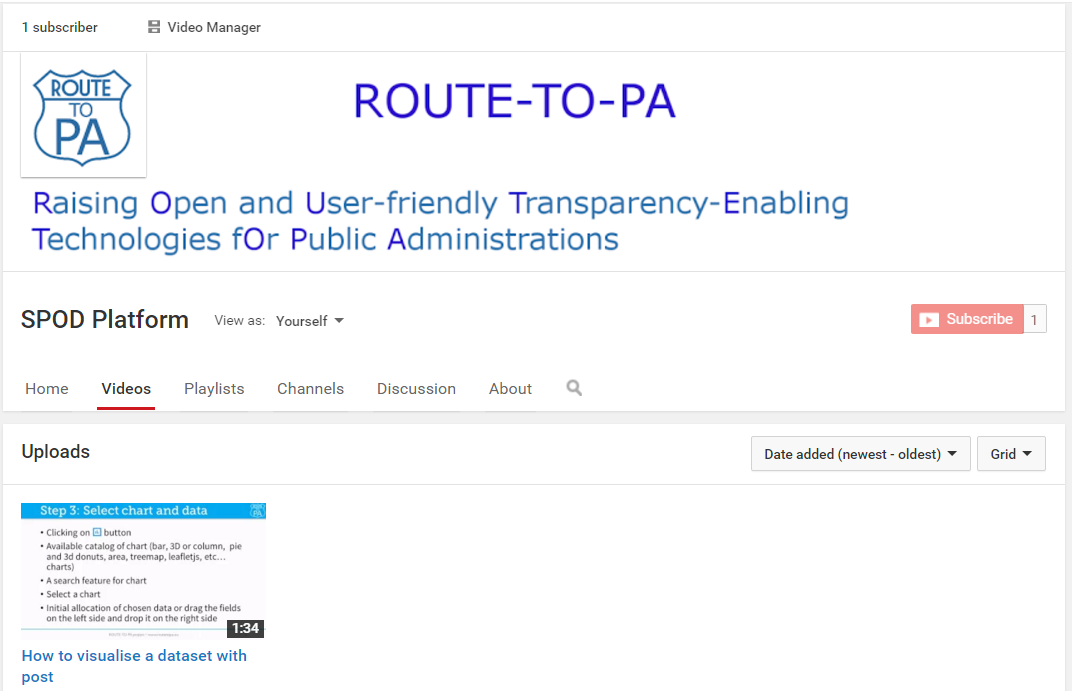 1 subscriber Video Manager
ROUTE
TO
PA
ROUTE-TO-PA
Raising Open and User-friendly Transparency-Enabling
Technologies fOr Public Administrations
SPOD Platform View as: Yourself Subscribe 1
Home Videos Playlists Channels Discussion About
Uploads Date added (newest - oldest) Grid
Step 3: Select chart and data
• Clicking on button
• Available catalog of chart (bar, 3D or column, pie
and 3d donuts, area, treemap, leafletjs, etc...
charts)
• A search feature for chart
• Select a chart
• Initial allocation of chosen data or drag the fields
on the left side and drop it on the right side
1:34
How to visualise a dataset with
post